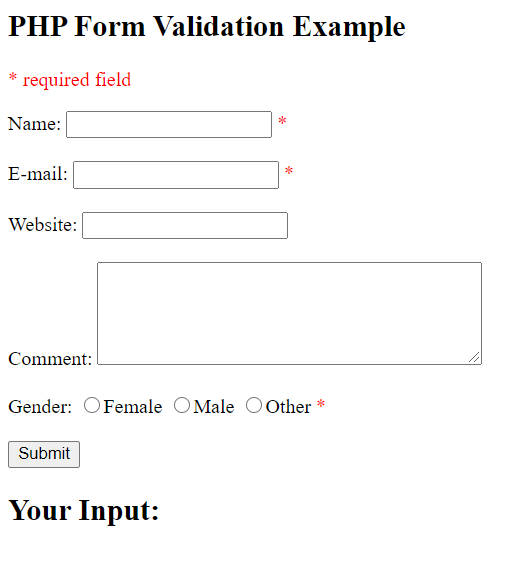 PHP Form Validation Example
* required field
Name: *
E-mail: *
Website:
Comment:
Gender: Female Male Other *
Submit
Your Input: